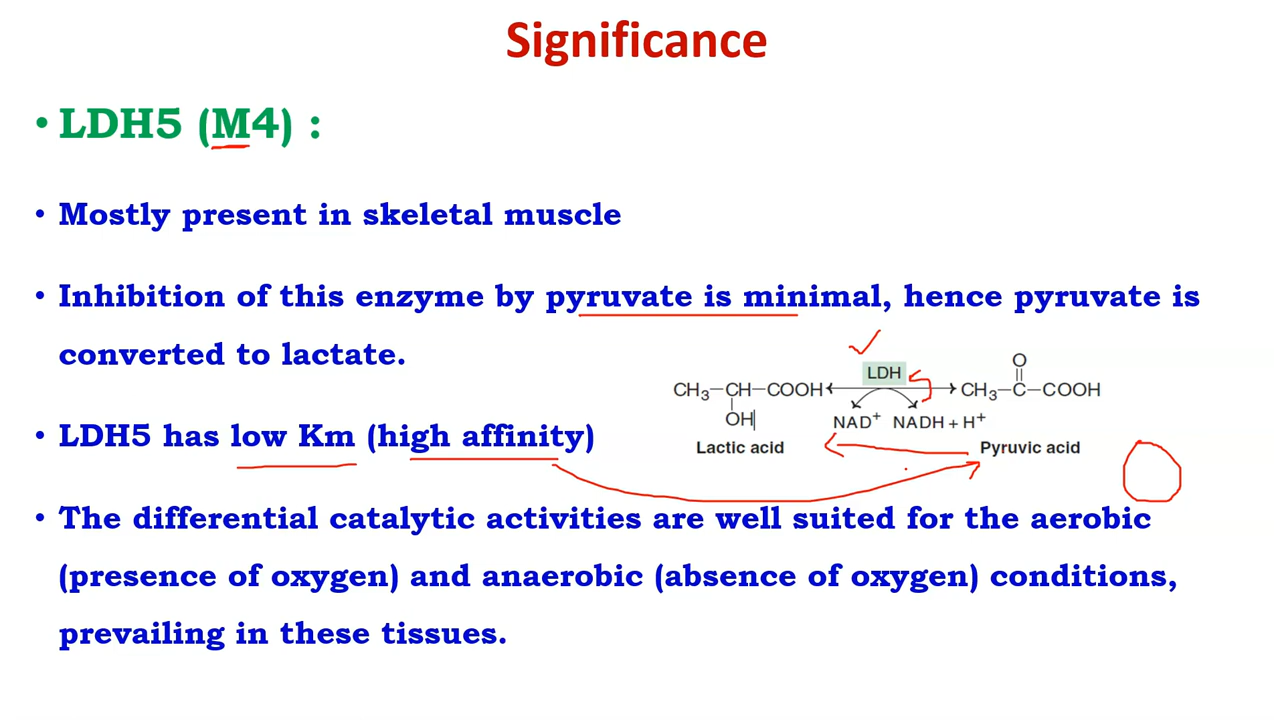 Significance
• LDH5 (M4) :
• Mostly present in skeletal muscle
• Inhibition of this enzyme by pyruvate is minimal, hence pyruvate is
converted to lactate.
O
LDH
CH3–CH–COOH
CH3–C–COOH
OH
NAD+ NADH + H+
• LDH5 has low Km (high affinity)
Lactic acid
Pyruvic acid
• The differential catalytic activities are well suited for the aerobic
(presence of oxygen) and anaerobic (absence of oxygen) conditions,
prevailing in these tissues.